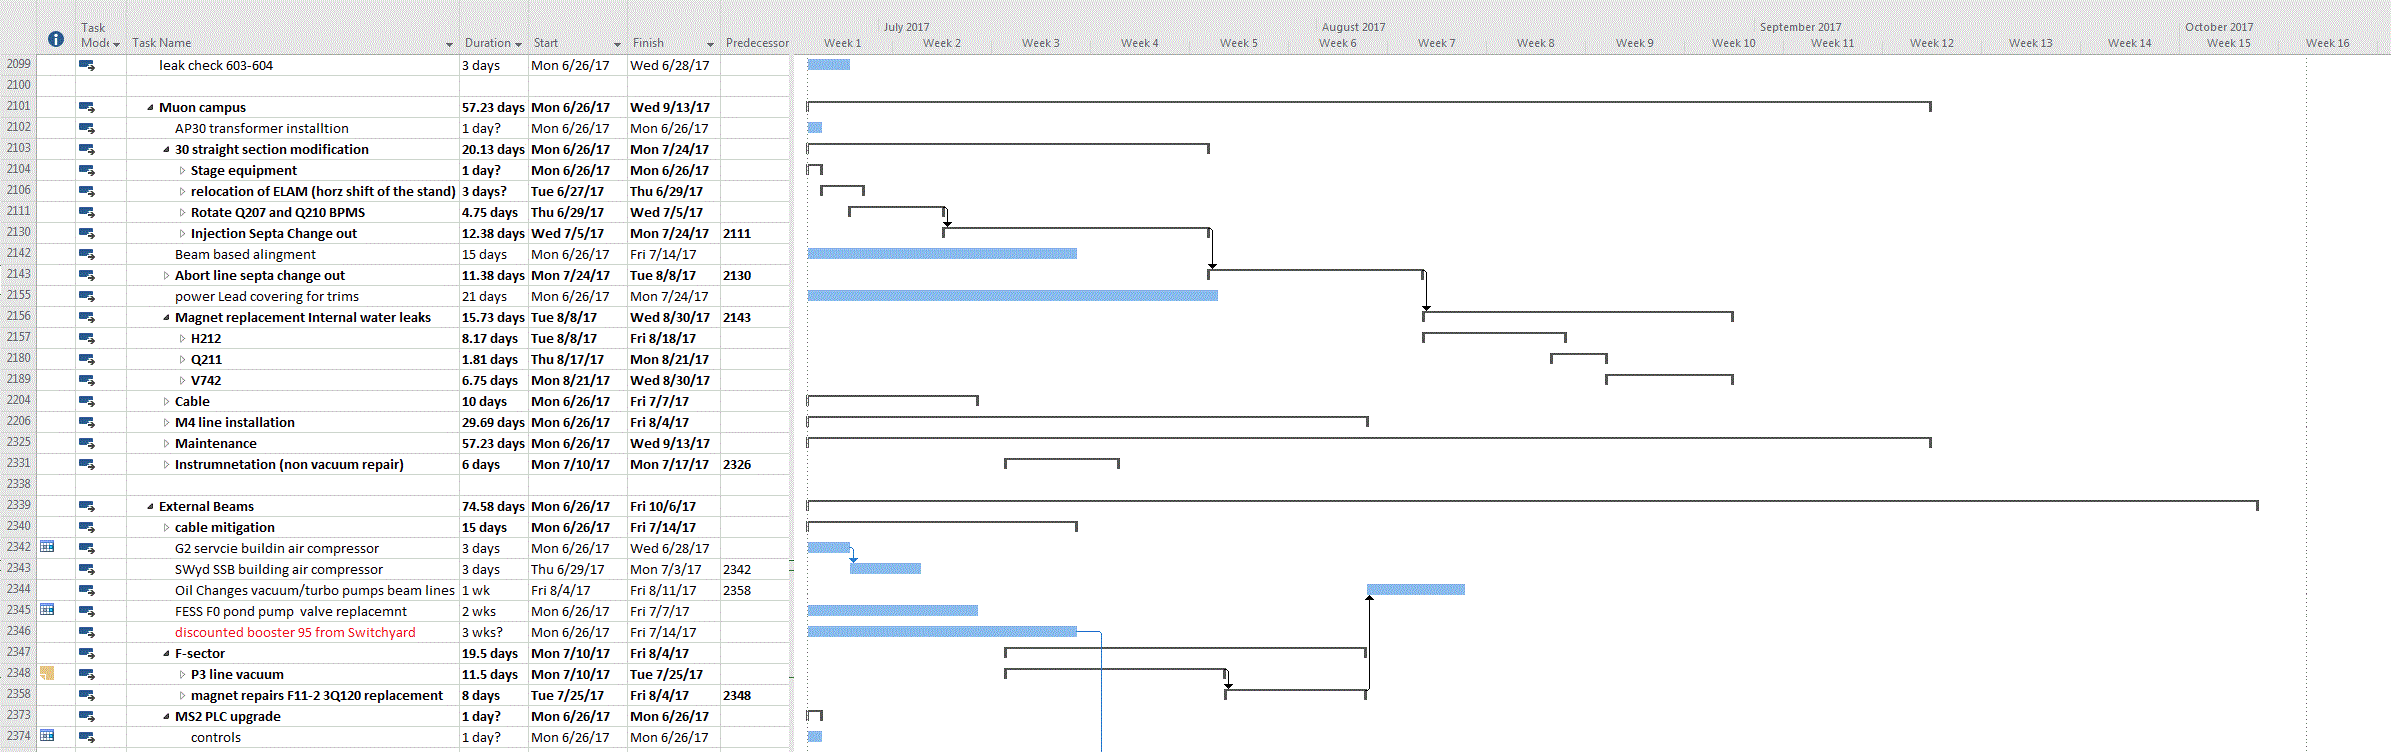 July 2017 August 2017 September 2017 October 2017
Task Mode Task Name Duration Start Finish Predecessor Week 1 Week 2 Week 3 Week 4 Week 5 Week 6 Week 7 Week 8 Week 9 Week 10 Week 11 Week 12 Week 13 Week 14 Week 15 Week 16
2099 leak check 603-604 3 days Mon 6/26/17 Wed 6/28/17
2100
2101 Muon campus 57.23 days Mon 6/26/17 Wed 9/13/17
2102 AP30 transformer installtion 1 day? Mon 6/26/17 Mon 6/26/17
2103 30 straight section modification 20.13 days Mon 6/26/17 Mon 7/24/17
2104 Stage equipment 1 day? Mon 6/26/17 Mon 6/26/17
2106 relocation of ELAM (horz shift of the stand) 3 days? Tue 6/27/17 Thu 6/29/17
2111 Rotate Q207 and Q210 BPMS 4.75 days Thu 6/29/17 Wed 7/5/17
2130 Injection Septa Change out 12.38 days Wed 7/5/17 Mon 7/24/17 2111
2142 Beam based alingment 15 days Mon 6/26/17 Fri 7/14/17
2143 Abort line septa change out 11.38 days Mon 7/24/17 Tue 8/8/17 2130
2155 power Lead covering for trims 21 days Mon 6/26/17 Mon 7/24/17
2156 Magnet replacement Internal water leaks 15.73 days Tue 8/8/17 Wed 8/30/17 2143
2157 H212 8.17 days Tue 8/8/17 Fri 8/18/17
2180 Q211 1.81 days Thu 8/17/17 Mon 8/21/17
2189 V742 6.75 days Mon 8/21/17 Wed 8/30/17
2204 Cable 10 days Mon 6/26/17 Fri 7/7/17
2206 M4 line installation 29.69 days Mon 6/26/17 Fri 8/4/17
2325 Maintenance 57.23 days Mon 6/26/17 Wed 9/13/17
2331 Instrumnetation (non vacuum repair) 6 days Mon 7/10/17 Mon 7/17/17 2326
2338
2339 External Beams 74.58 days Mon 6/26/17 Fri 10/6/17
2340 cable mitigation 15 days Mon 6/26/17 Fri 7/14/17
2342 G2 servcie buildin air compressor 3 days Mon 6/26/17 Wed 6/28/17
2343 SWyd SSB building air compressor 3 days Thu 6/29/17 Mon 7/3/17 2342
2344 Oil Changes vacuum/turbo pumps beam lines 1 wk Fri 8/4/17 Fri 8/11/17 2358
2345 FESS F0 pond pump valve replacemnt 2 wks Mon 6/26/17 Fri 7/7/17
2346 discounted booster 95 from Switchyard 3 wks? Mon 6/26/17 Fri 7/14/17
2347 F-sector 19.5 days Mon 7/10/17 Fri 8/4/17
2348 P3 line vacuum 11.5 days Mon 7/10/17 Tue 7/25/17
2358 magnet repairs F11-2 3Q120 replacement 8 days Tue 7/25/17 Fri 8/4/17 2348
2373 MS2 PLC upgrade 1 day? Mon 6/26/17 Mon 6/26/17
2374 controls 1 day? Mon 6/26/17 Mon 6/26/17